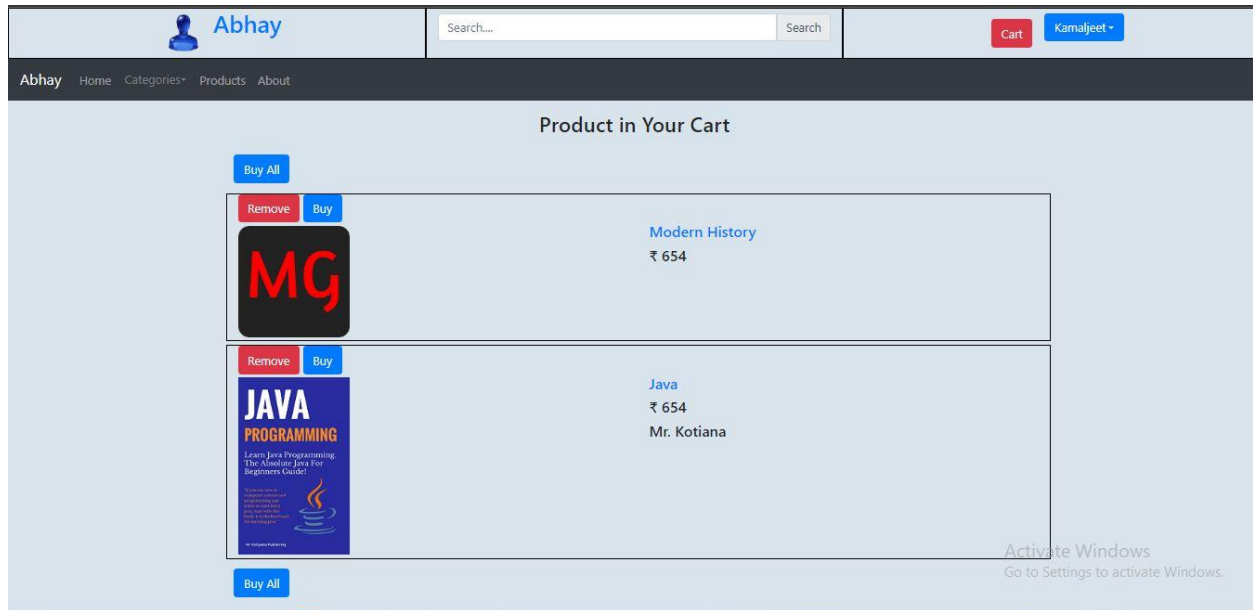 Abhay
Search....
Search
Cart
Kamaljeet
Abhay Home Categories Products About
Product in Your Cart
Buy All
Remove Buy
MG
Modern History
₹ 654
Remove Buy
JAVA
PROGRAMMING
Learn Java Programming.
The Absolute Java For
Beginners Guide!
Java
₹ 654
Mr. Kotiana
Buy All
Activate Windows
Go to Settings to activate Windows.